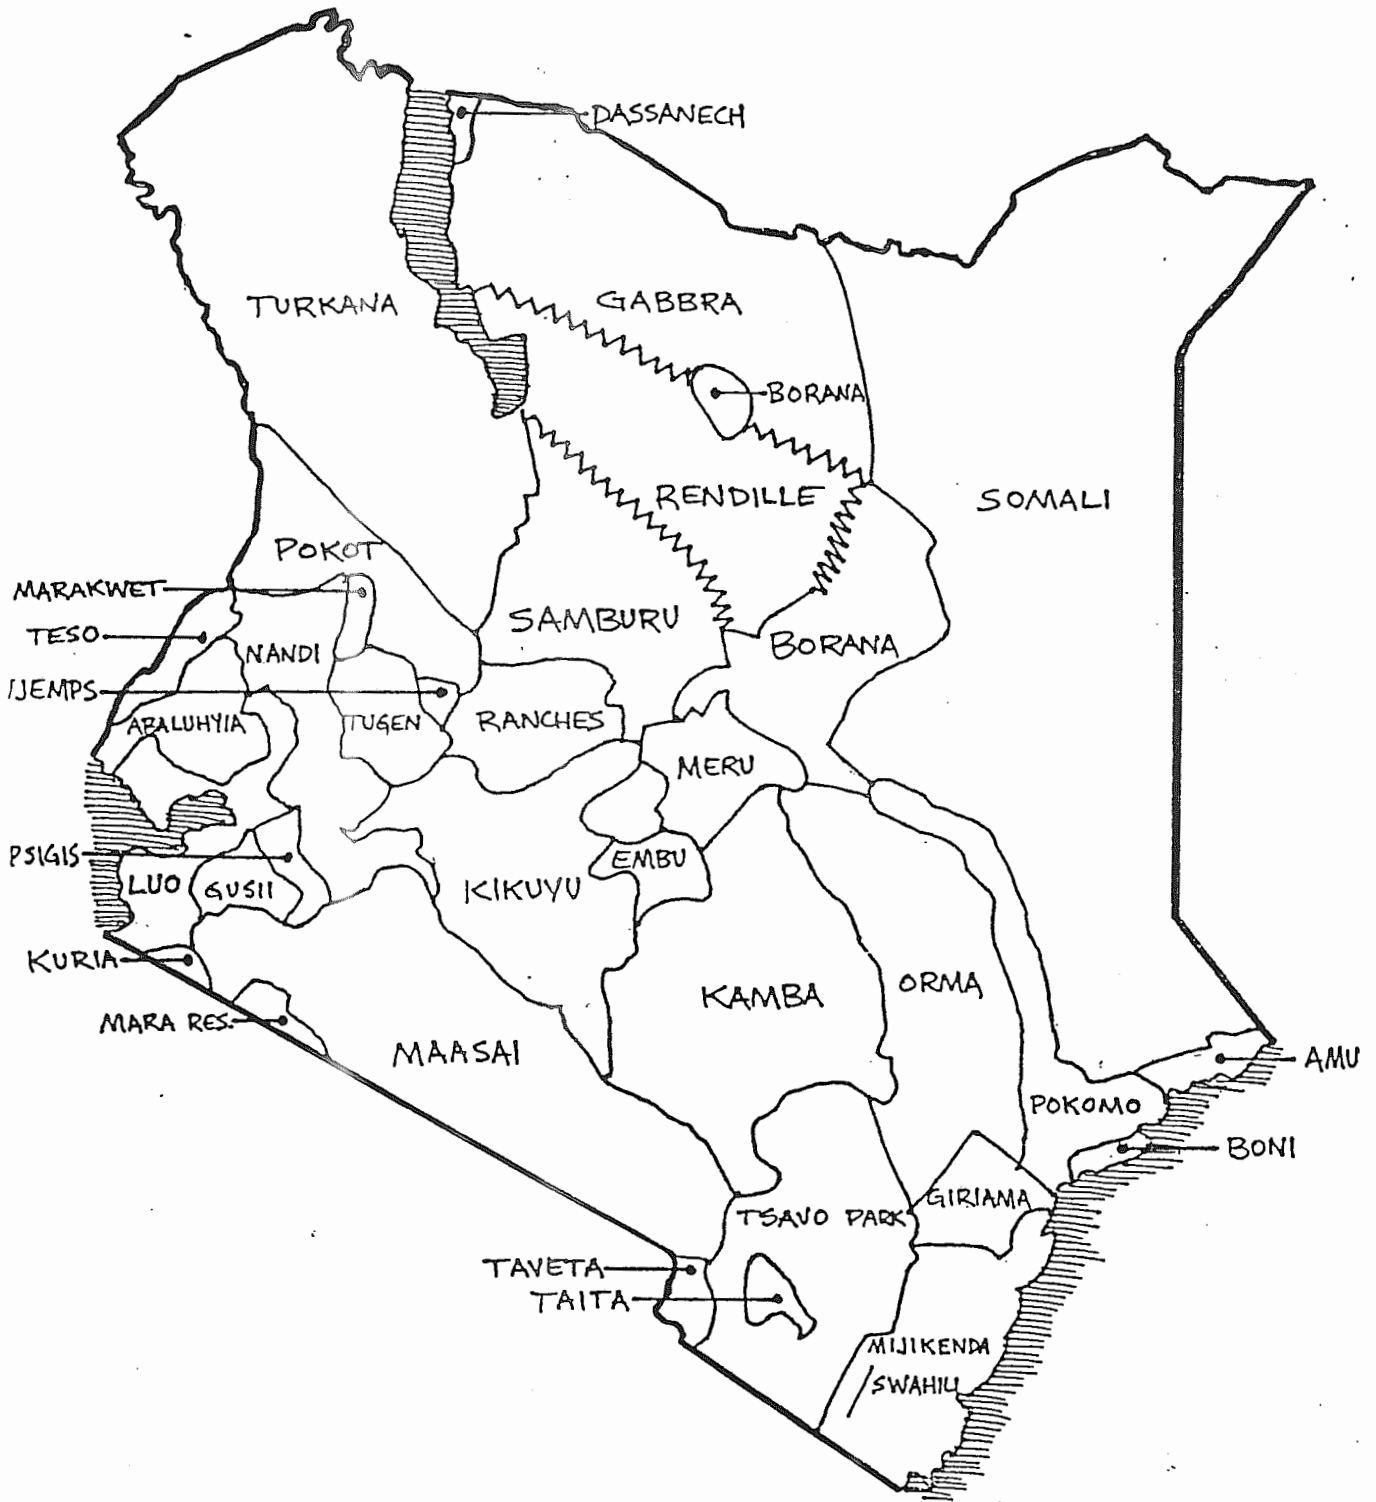 DASSANECH
TURKANA
GABBRA
BORANA
RENDILLE
SOMALI
POKOT
MARAKWET
SAMBURU
TESO
NANDI
BORANA
IJEMPS
ABALUHYIA
TUGEN
RANCHES
MERU
PSIGIS
LUO
GUSII
KIKUYU
EMBU
KURIA
KAMBA
ORMA
MARA RES.
MAASAI
AMU
POKOMO
BONI
GIRIAMA
TSAVO PARK
TAVETA
TAITA
MIJIKENDA
/SWAHILI